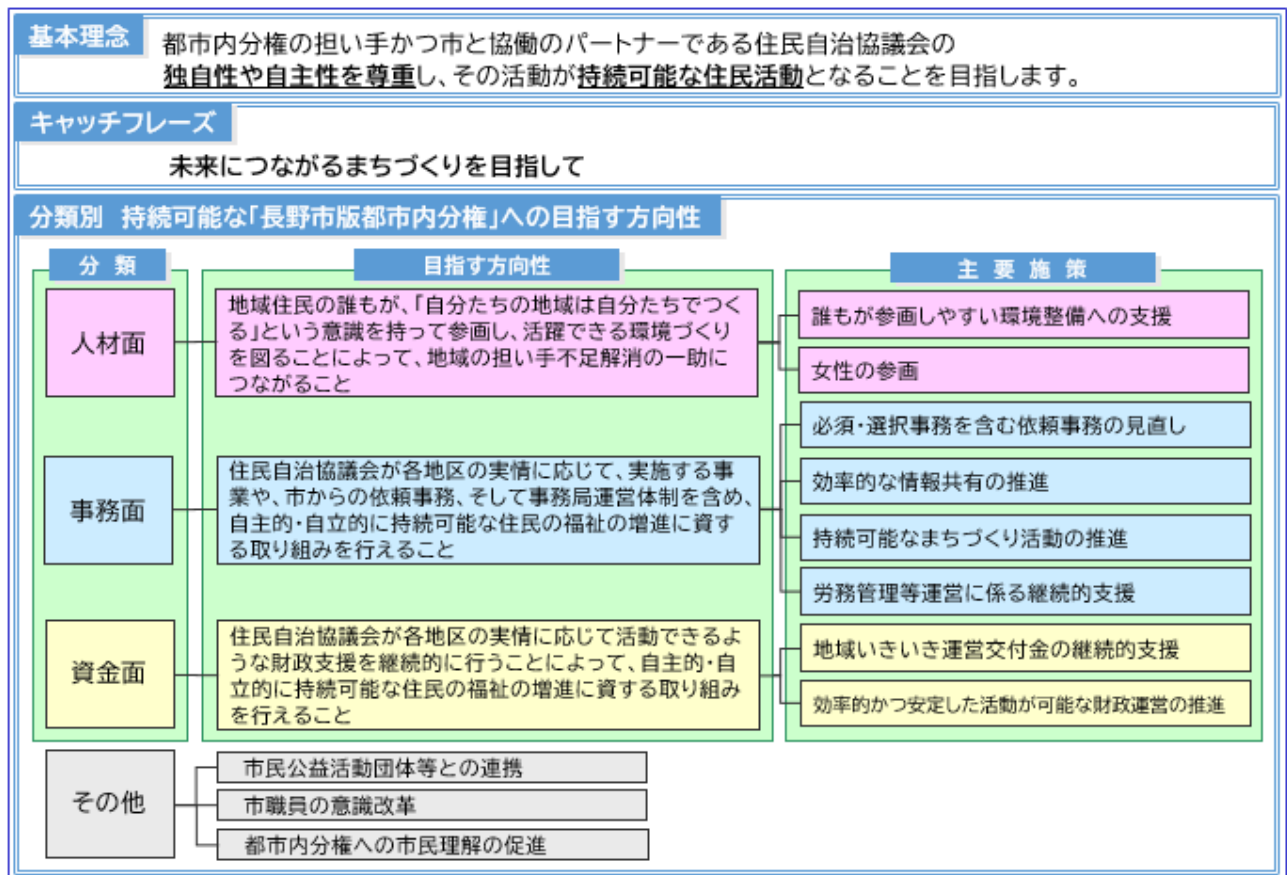 基本理念
都市内分権の担い手かつ市と協働のパートナーである住民自治協議会の
独自性や自主性を尊重し、その活動が持続可能な住民活動となることを目指します。
キャッチフレーズ
未来につながるまちづくりを目指して
分類別 持続可能な「長野市版都市内分権」への目指す方向性
分 類
目指す方向性
主 要 施 策
人材面
地域住民の誰もが、「自分たちの地域は自分たちでつく
る」という意識を持って参画し、活躍できる環境づくり
を図ることによって、地域の担い手不足解消の一助に
つながること
誰もが参画しやすい環境整備への支援
女性の参画
事務面
住民自治協議会が各地区の実情に応じて、実施する事
業や、市からの依頼事務、そして事務局運営体制を含め、
自主的・自立的に持続可能な住民の福祉の増進に資す
る取り組みを行えること
必須・選択事務を含む依頼事務の見直し
効率的な情報共有の推進
持続可能なまちづくり活動の推進
労務管理等運営に係る継続的支援
資金面
住民自治協議会が各地区の実情に応じて活動できるよ
うな財政支援を継続的に行うことによって、自主的・自
立的に持続可能な住民の福祉の増進に資する取り組み
を行えること
地域いきいき運営交付金の継続的支援
効率的かつ安定した活動が可能な財政運営の推進
その他
市民公益活動団体等との連携
市職員の意識改革
都市内分権への市民理解の促進